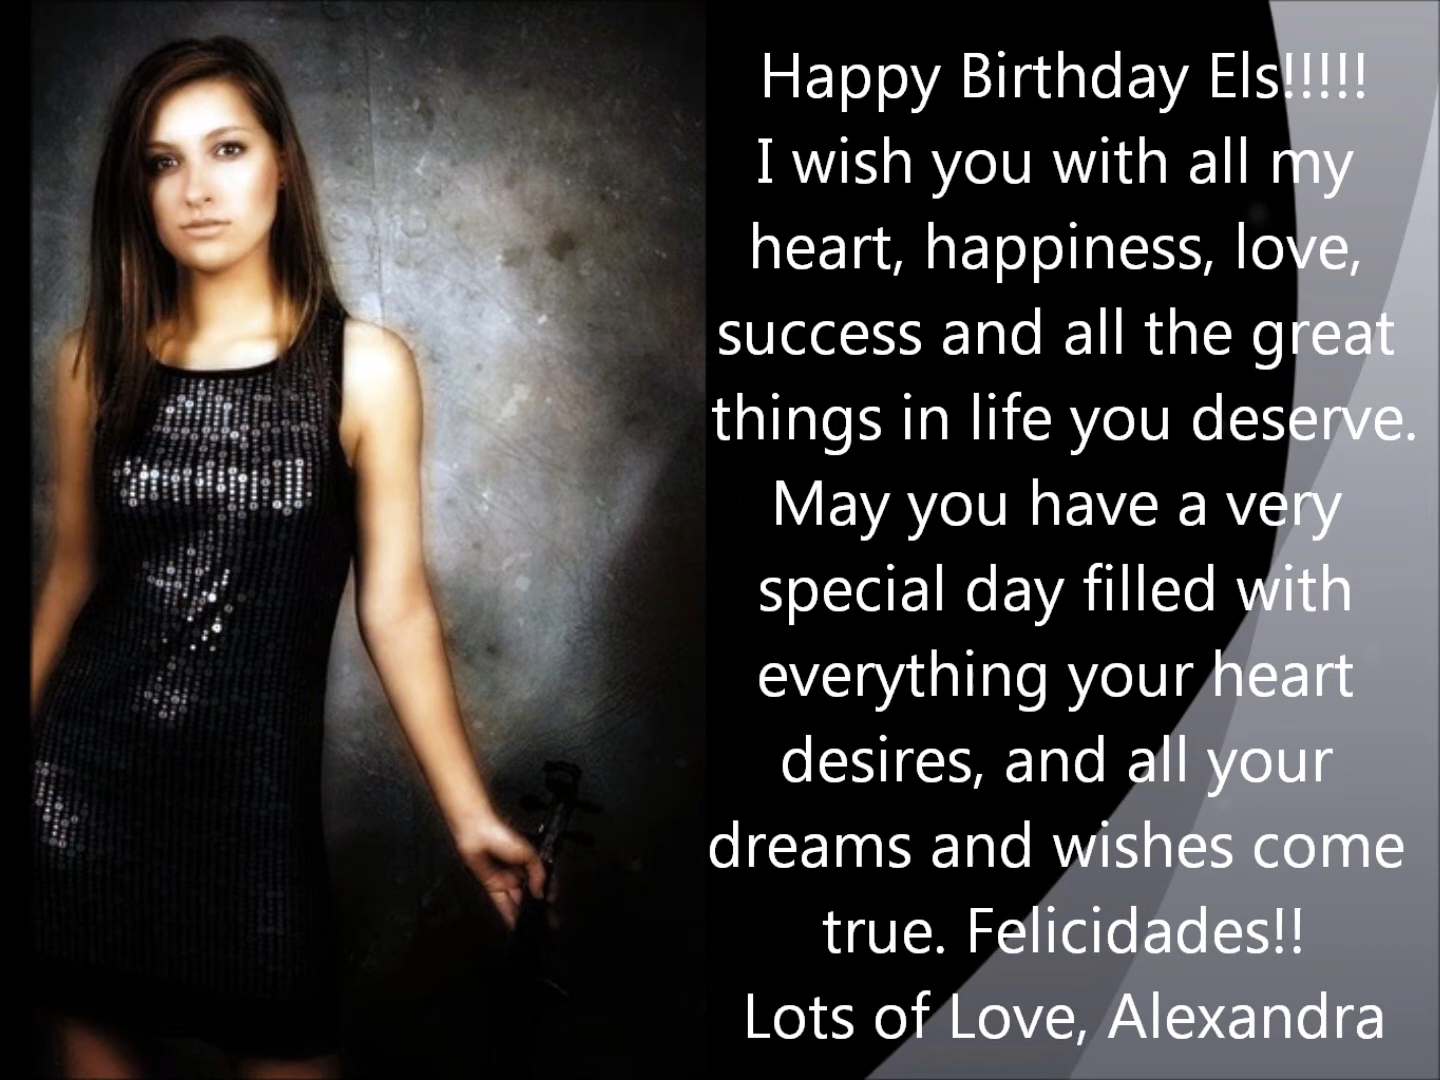 Happy Birthday Els!!!!!
I wish you with all my
heart, happiness, love,
success and all the great
things in life you deserve.
May you have a very
special day filled with
everything your heart
desires, and all your
dreams and wishes come
true. Felicidades!!
Lots of Love, Alexandra